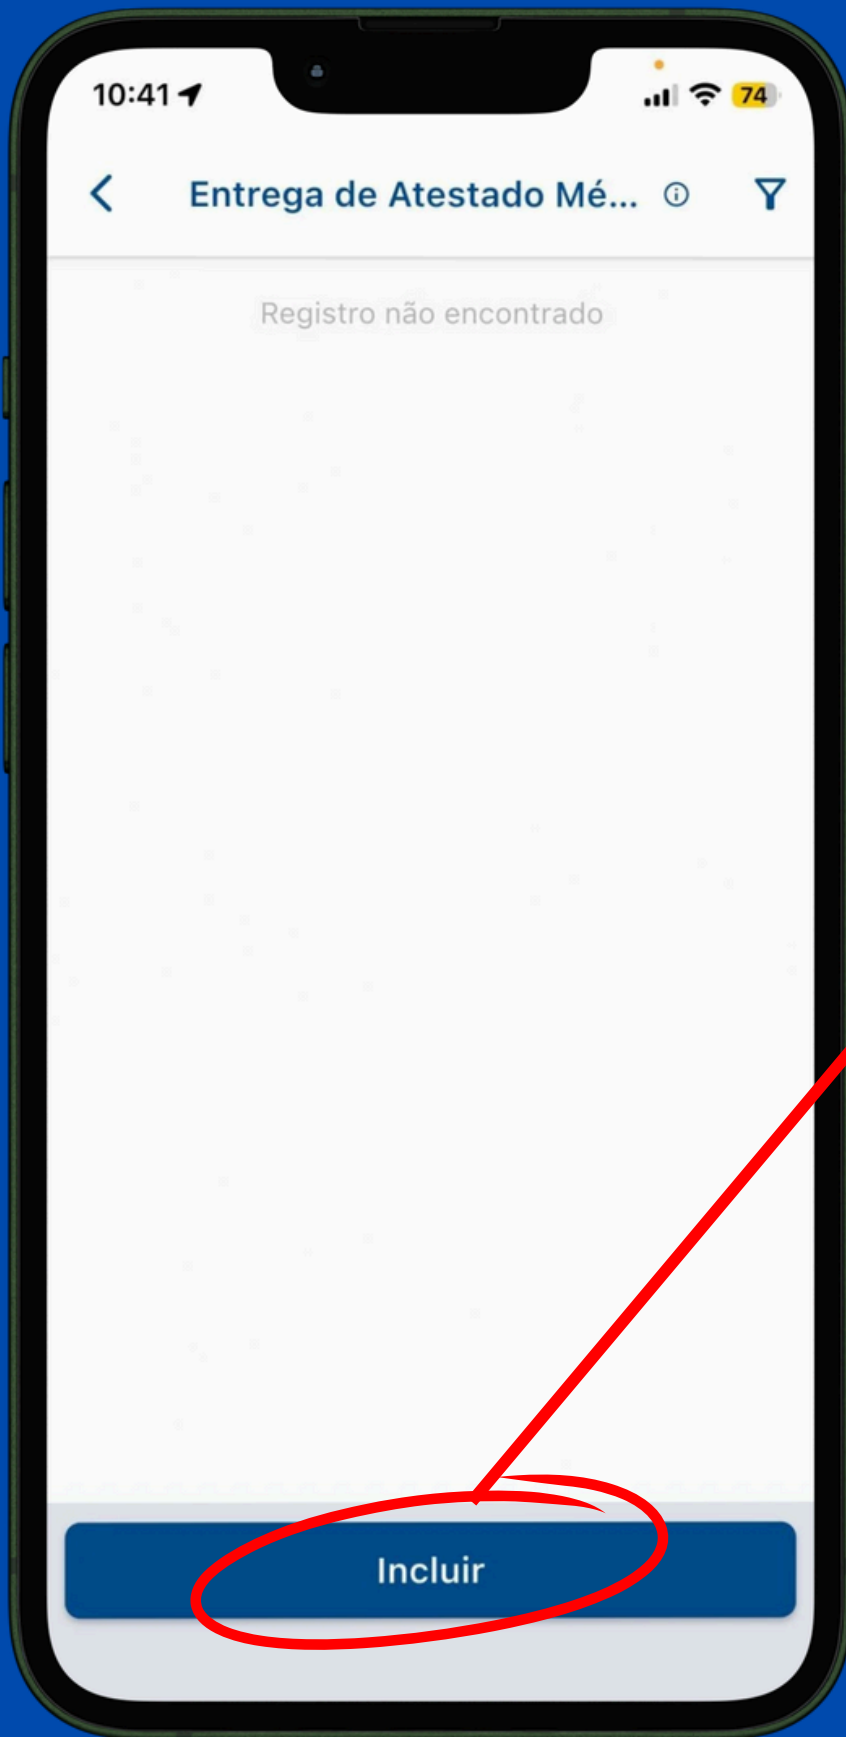 10:41
74
Entrega de Atestado Mé...
Registro não encontrado
Incluir